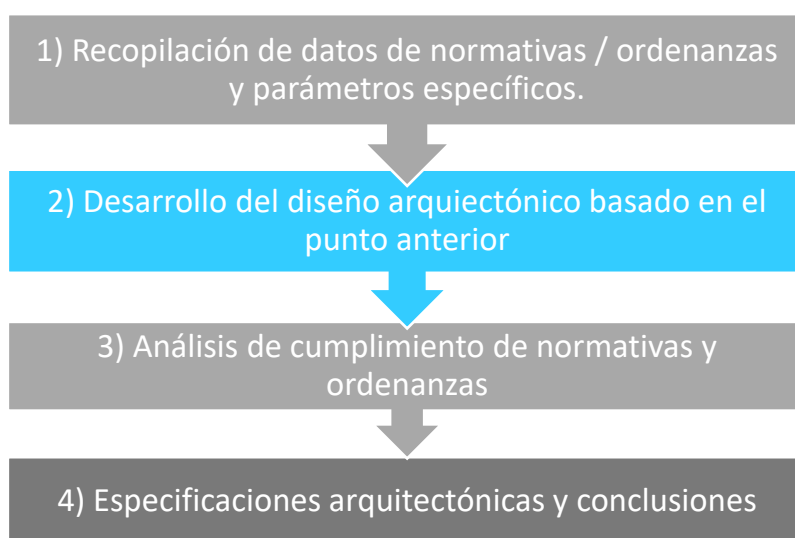 1) Recopilación de datos de normativas / ordenanzas
y parámetros específicos.
2) Desarrollo del diseño arquiectónico basado en el
punto anterior
3) Análisis de cumplimiento de normativas y
ordenanzas
4) Especificaciones arquitectónicas y conclusiones